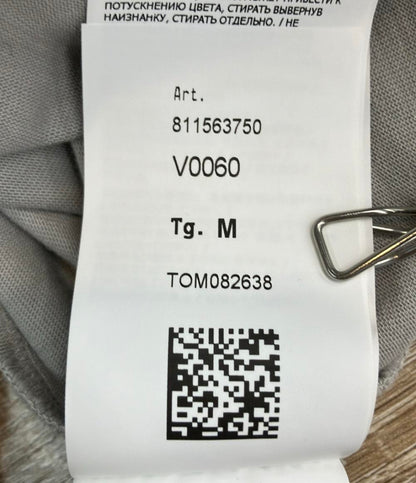 ПОТУСКНЕНИЮ ЦВЕТА, СТИРАТЬ ВЫВЕРНУВ
НАИЗНАНКУ, СТИРАТЬ ОТДЕЛЬНО. / НЕ
Art.
811563750
V0060
Tg. M
TOM082638